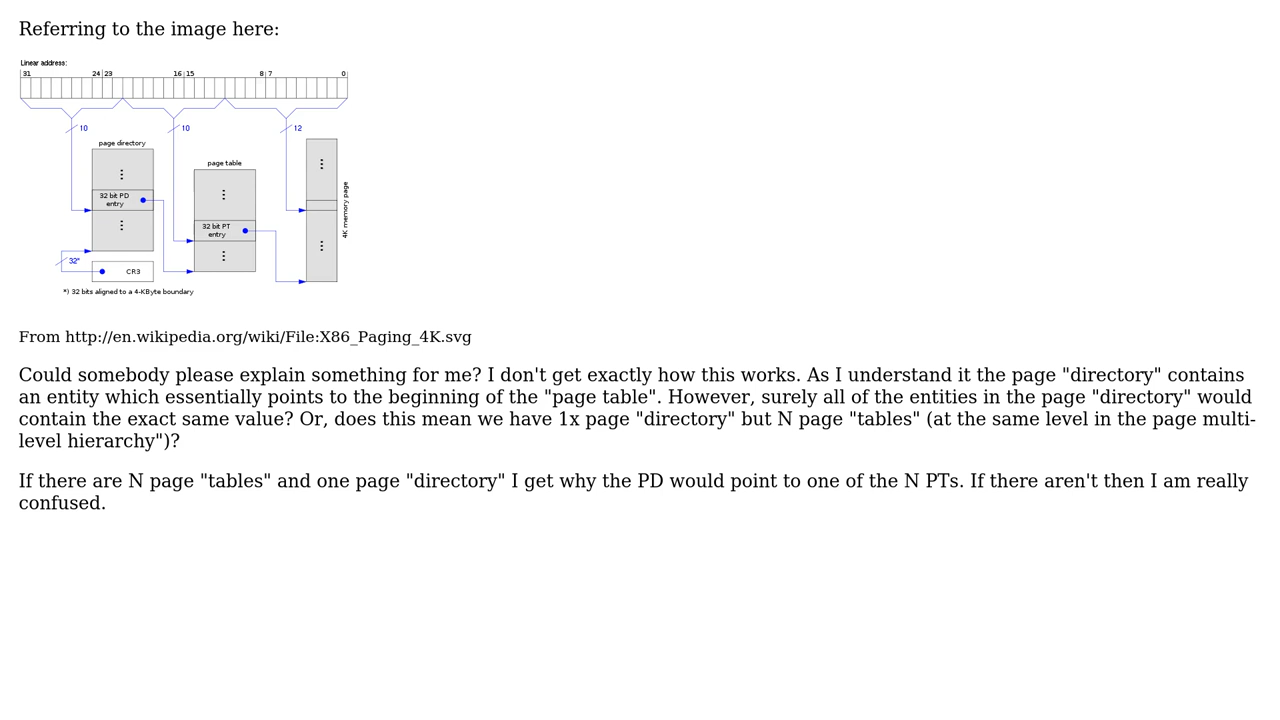 Referring to the image here:
Linear address:
31 24 23 16 15 8 7 0
10 10 12
page directory
page table
32 bit PD
entry
32 bit PT
entry
4K memory page
32*
CR3
*) 32 bits aligned to a 4-KByte boundary
From http://en.wikipedia.org/wiki/File:X86_Paging_4K.svg
Could somebody please explain something for me? I don't get exactly how this works. As I understand it the page "directory" contains
an entity which essentially points to the beginning of the "page table". However, surely all of the entities in the page "directory" would
contain the exact same value? Or, does this mean we have 1x page "directory" but N page "tables" (at the same level in the page multi-
level hierarchy")?
If there are N page "tables" and one page "directory" I get why the PD would point to one of the N PTs. If there aren't then I am really
confused.